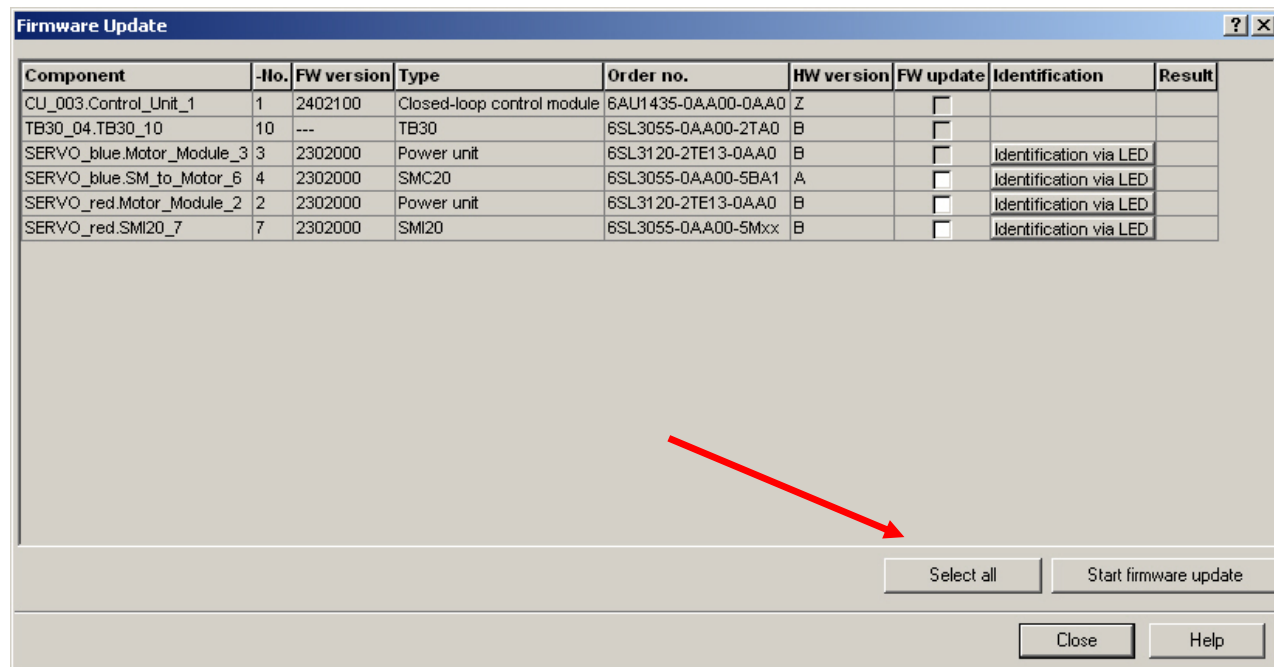 Firmware Update ? X
Component -No. FW version Type Order no. HW version FW update Identification Result
CU_003.Control_Unit_1 1 2402100 Closed-loop control module 6AU1435-0AA00-0AA0 Z
TB30_04.TB30_10 10 --- TB30 6SL3055-0AA00-2TA0 B
SERVO_blue.Motor_Module_3 3 2302000 Power unit 6SL3120-2TE13-0AA0 B Identification via LED
SERVO_blue.SM_to_Motor_6 4 2302000 SMC20 6SL3055-0AA00-5BA1 A Identification via LED
SERVO_red.Motor_Module_2 2 2302000 Power unit 6SL3120-2TE13-0AA0 B Identification via LED
SERVO_red.SMI20_7 7 2302000 SMI20 6SL3055-0AA00-5Mxx B Identification via LED
Select all Start firmware update
Close Help